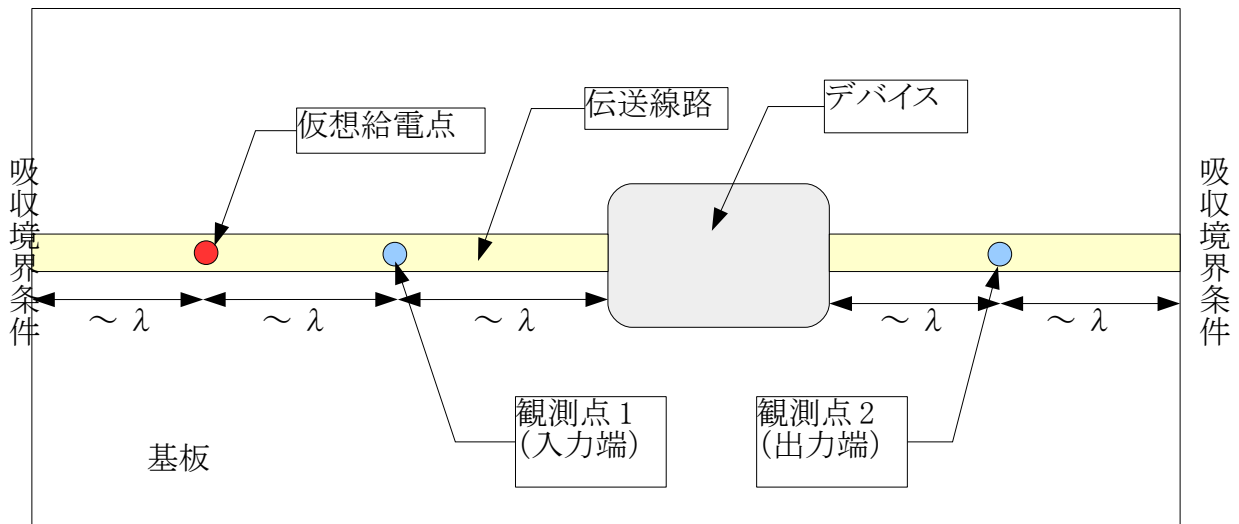 仮想給電点
伝送線路
デバイス
吸収境界条件
吸収境界条件
~ λ
~ λ
~ λ
~ λ
~ λ
観測点1
(入力端)
観測点2
(出力端)
基板